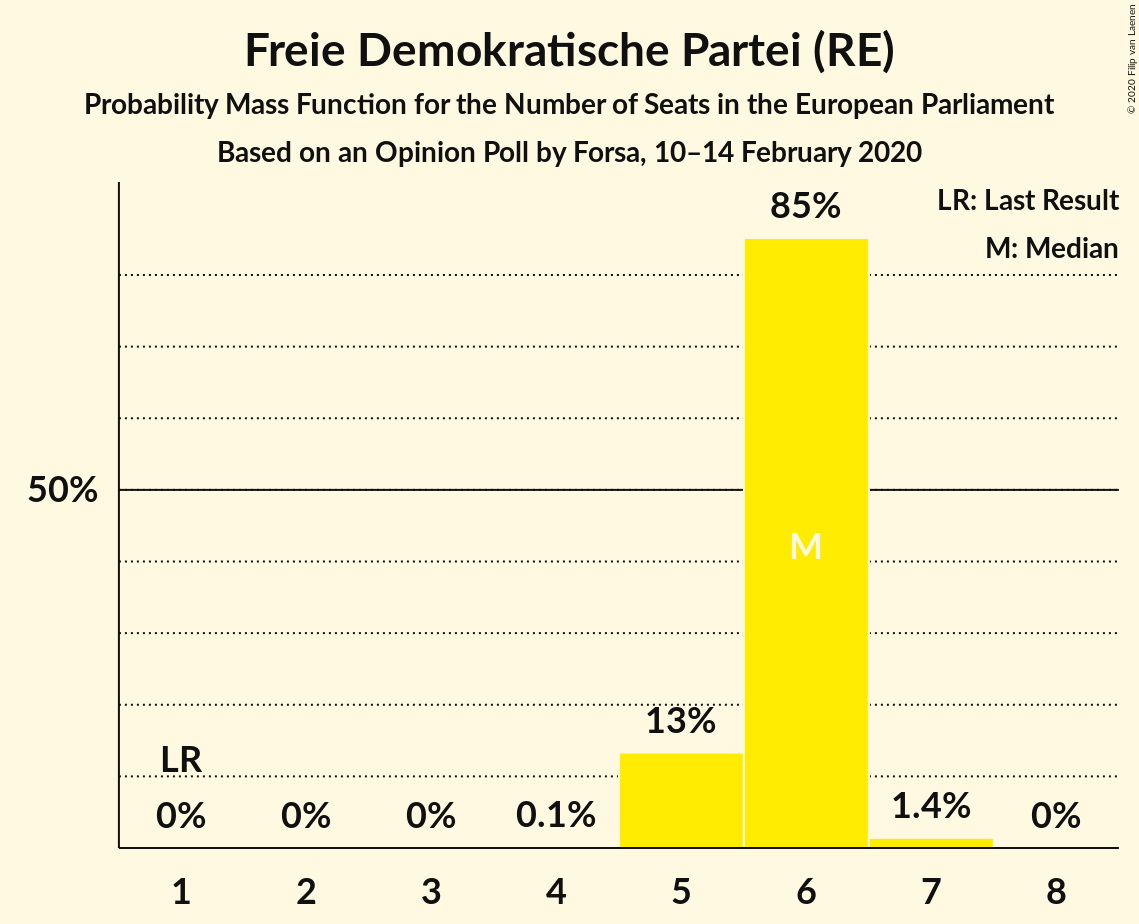 Freie Demokratische Partei (RE)
Probability Mass Function for the Number of Seats in the European Parliament
Based on an Opinion Poll by Forsa, 10–14 February 2020
© 2020 Filip van Laenen
LR: Last Result
M: Median
85%
50%
M
13%
LR
0%
0%
0%
0.1%
1.4%
0%
1 2 3 4 5 6 7 8